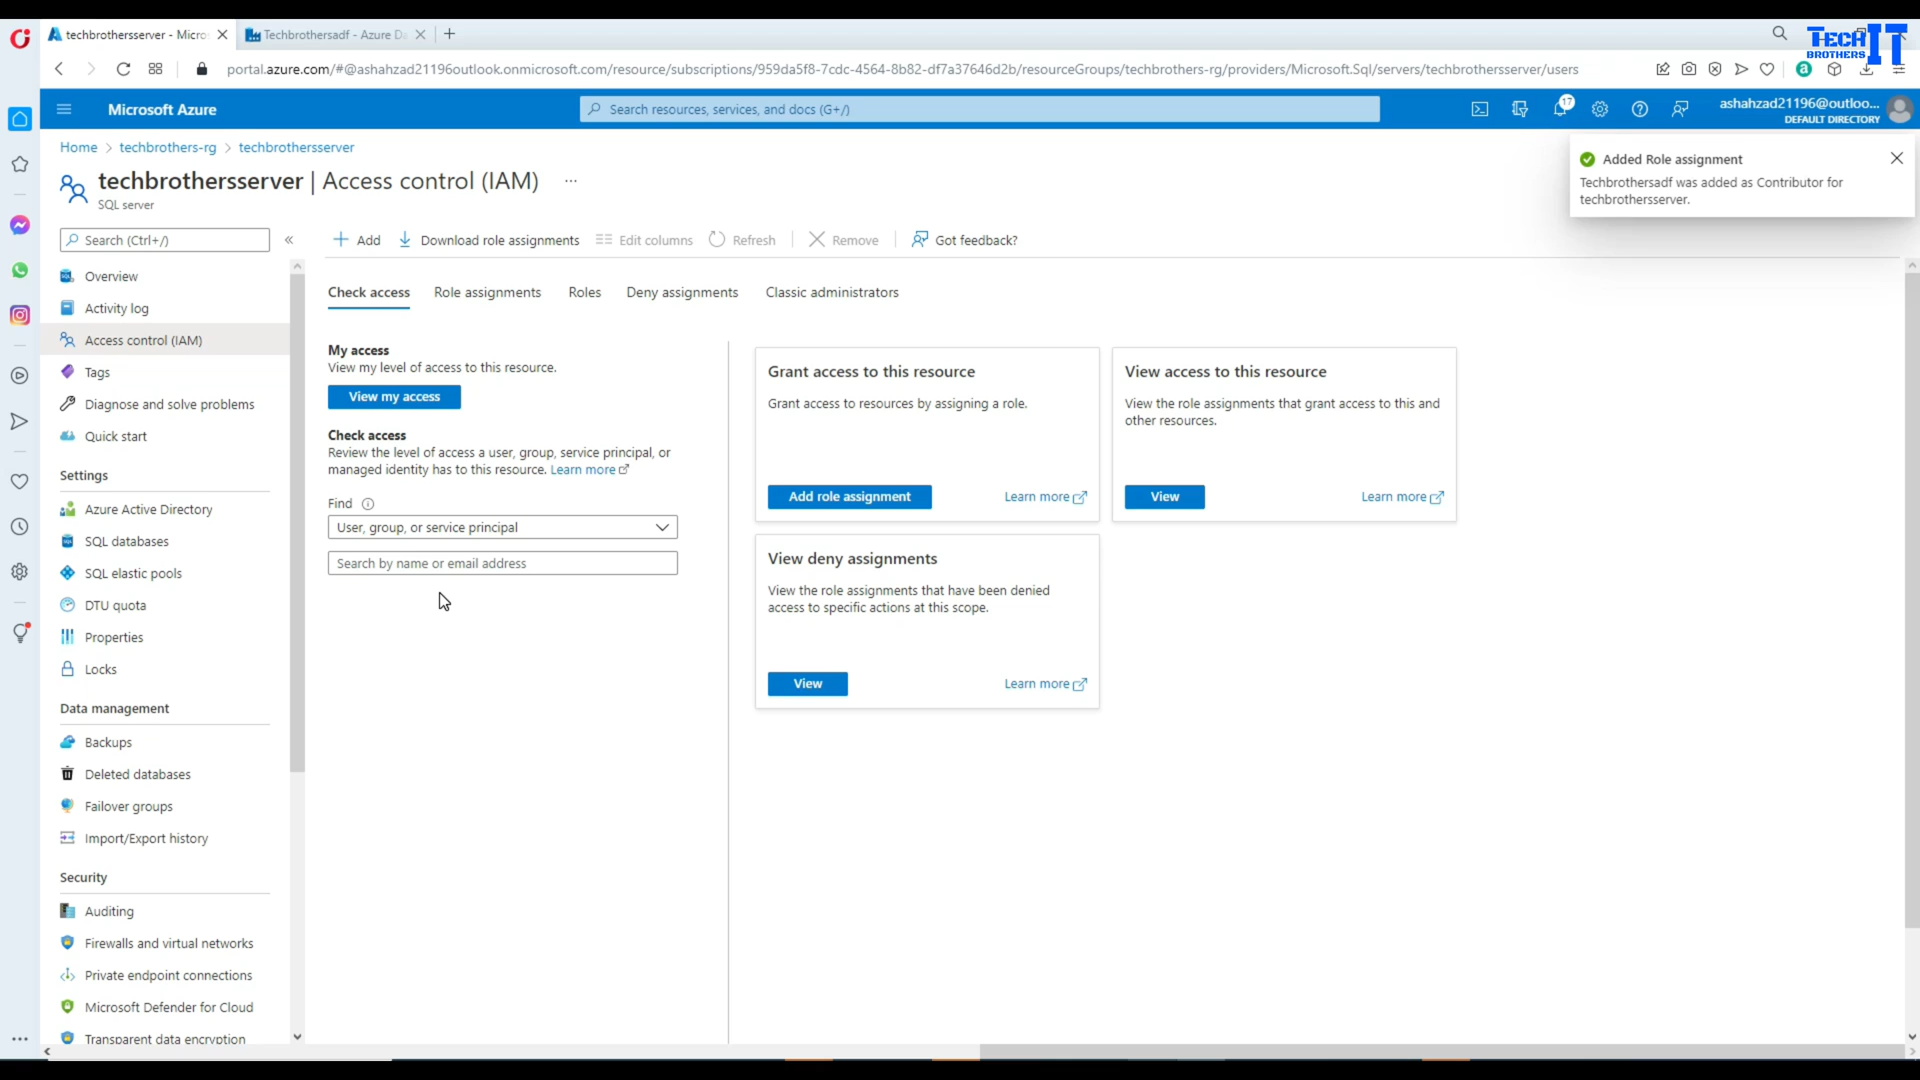 techbrothersserver - Micro
Techbrothersadf - Azure Da
TECH IT
BROTHERS
portal.azure.com/#@ashahzad21196outlook.onmicrosoft.com/resource/subscriptions/959da5f8-7cdc-4564-8b82-df7a37646d2b/resourceGroups/techbrothers-rg/providers/Microsoft.Sql/servers/techbrothersserver/users
a
Microsoft Azure
Search resources, services, and docs (G+/)
17
ashahzad21196@outloo...
DEFAULT DIRECTORY
Home > techbrothers-rg > techbrothersserver
Added Role assignment
Techbrothersadf was added as Contributor for
techbrothersserver.
techbrothersserver | Access control (IAM) ...
SQL server
Search (Ctrl+/)
«
Add
Download role assignments
Edit columns
Refresh
Remove
Got feedback?
Overview
Activity log
Access control (IAM)
Tags
Diagnose and solve problems
Quick start
Settings
Azure Active Directory
SQL databases
SQL elastic pools
DTU quota
Properties
Locks
Data management
Backups
Deleted databases
Failover groups
Import/Export history
Security
Auditing
Firewalls and virtual networks
Private endpoint connections
Microsoft Defender for Cloud
Transparent data encryption
Check access
Role assignments
Roles
Deny assignments
Classic administrators
My access
View my level of access to this resource.
View my access
Check access
Review the level of access a user, group, service principal, or
managed identity has to this resource. Learn more
Find
User, group, or service principal
Search by name or email address
Grant access to this resource
Grant access to resources by assigning a role.
Add role assignment
Learn more
View access to this resource
View the role assignments that grant access to this and
other resources.
View
Learn more
View deny assignments
View the role assignments that have been denied
access to specific actions at this scope.
View
Learn more